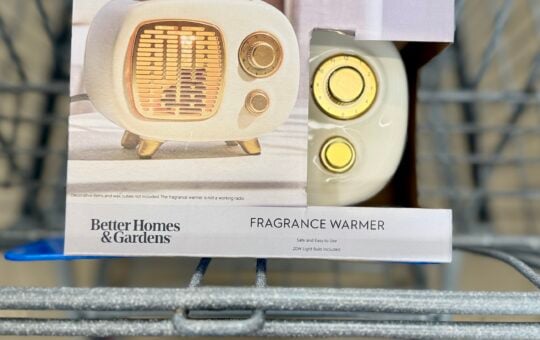 Decorative items and wax cubes not included. The fragrance warmer is not a working radio.
Better Homes
& Gardens
FRAGRANCE WARMER
Safe and Easy to Use
20W Light Bulb Included